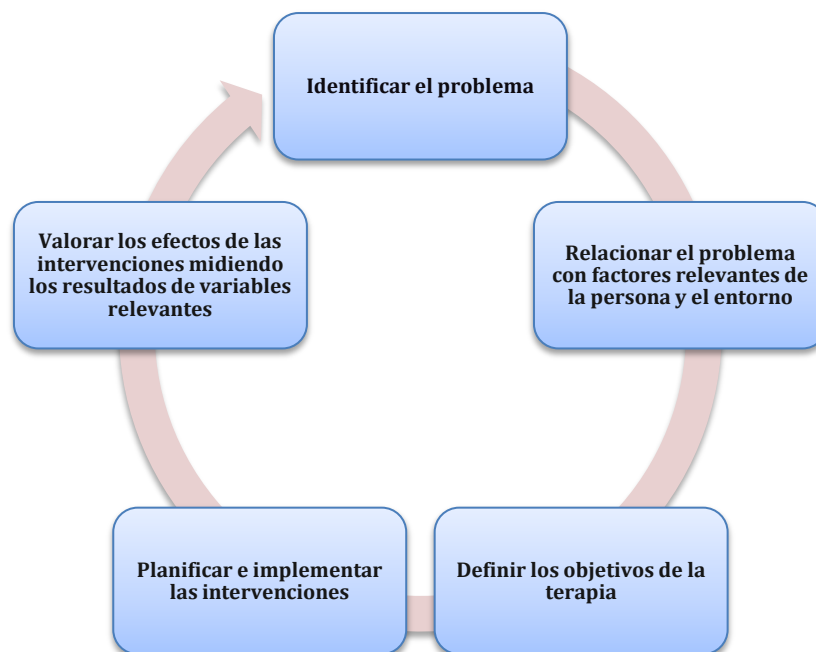 Identificar el problema
Relacionar el problema
con factores relevantes de
la persona y el entorno
Definir los objetivos de la
terapia
Planificar e implementar
las intervenciones
Valorar los efectos de las
intervenciones midiendo
los resultados de variables
relevantes